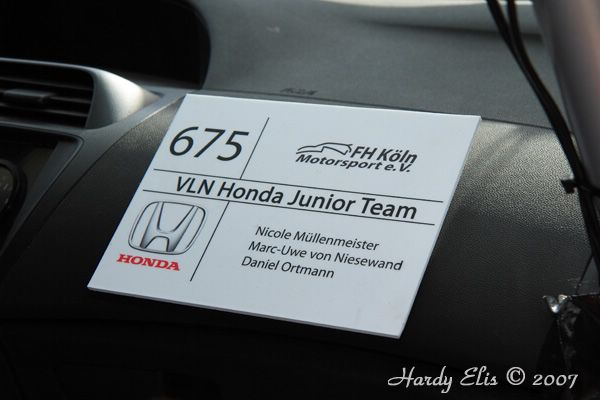 675
FH Köln
Motorsport e.V.
VLN Honda Junior Team
HONDA
Nicole Müllenmeister
Marc-Uwe von Niesewand
Daniel Ortmann
Hardy Elis © 2007